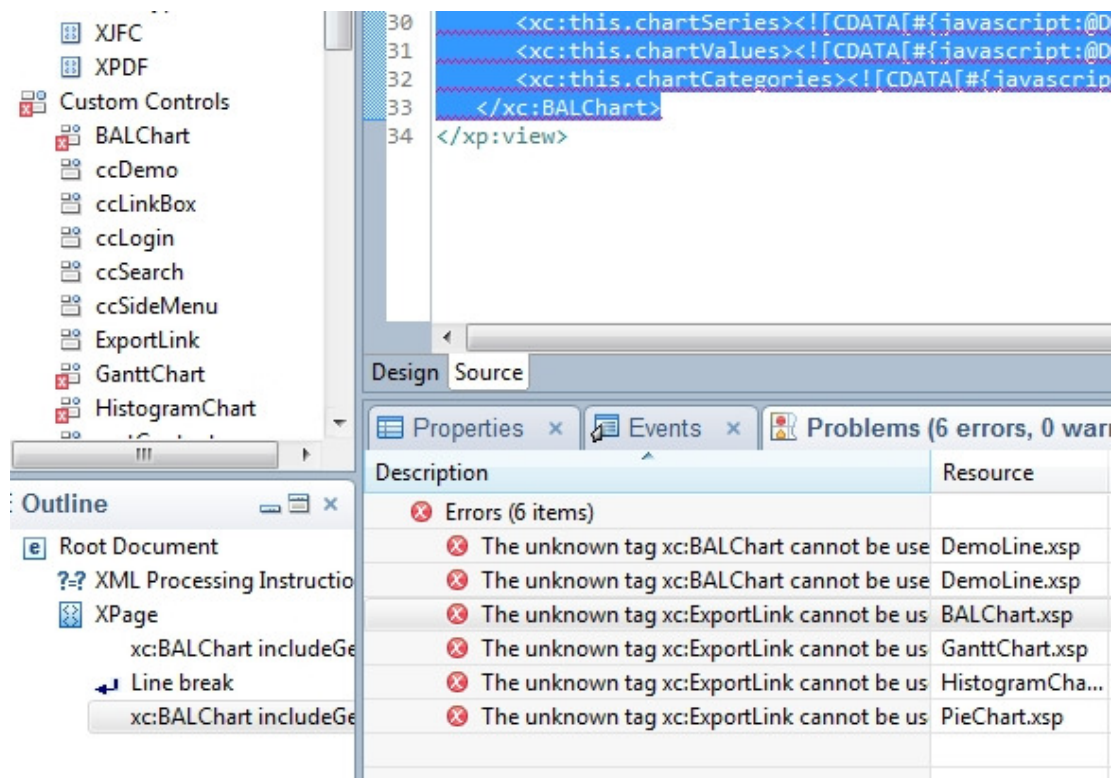 XJFC
XPDF
Custom Controls
BALChart
ccDemo
ccLinkBox
ccLogin
ccSearch
ccSideMenu
ExportLink
GanttChart
HistogramChart
30 <xc:this.chartSeries><![CDATA[#{javascript:@D
31 <xc:this.chartValues><![CDATA[#{javascript:@D
32 <xc:this.chartCategories><![CDATA[#{javascrip
33 </xc:BALChart>
34 </xp:view>
Design Source
Outline
Root Document
?=? XML Processing Instructio
XPage
xc:BALChart includeGe
Line break
xc:BALChart includeGe
Properties Events Problems (6 errors, 0 warr
Description Resource
Errors (6 items)
The unknown tag xc:BALChart cannot be use DemoLine.xsp
The unknown tag xc:BALChart cannot be use DemoLine.xsp
The unknown tag xc:ExportLink cannot be us BALChart.xsp
The unknown tag xc:ExportLink cannot be us GanttChart.xsp
The unknown tag xc:ExportLink cannot be us HistogramCha...
The unknown tag xc:ExportLink cannot be us PieChart.xsp